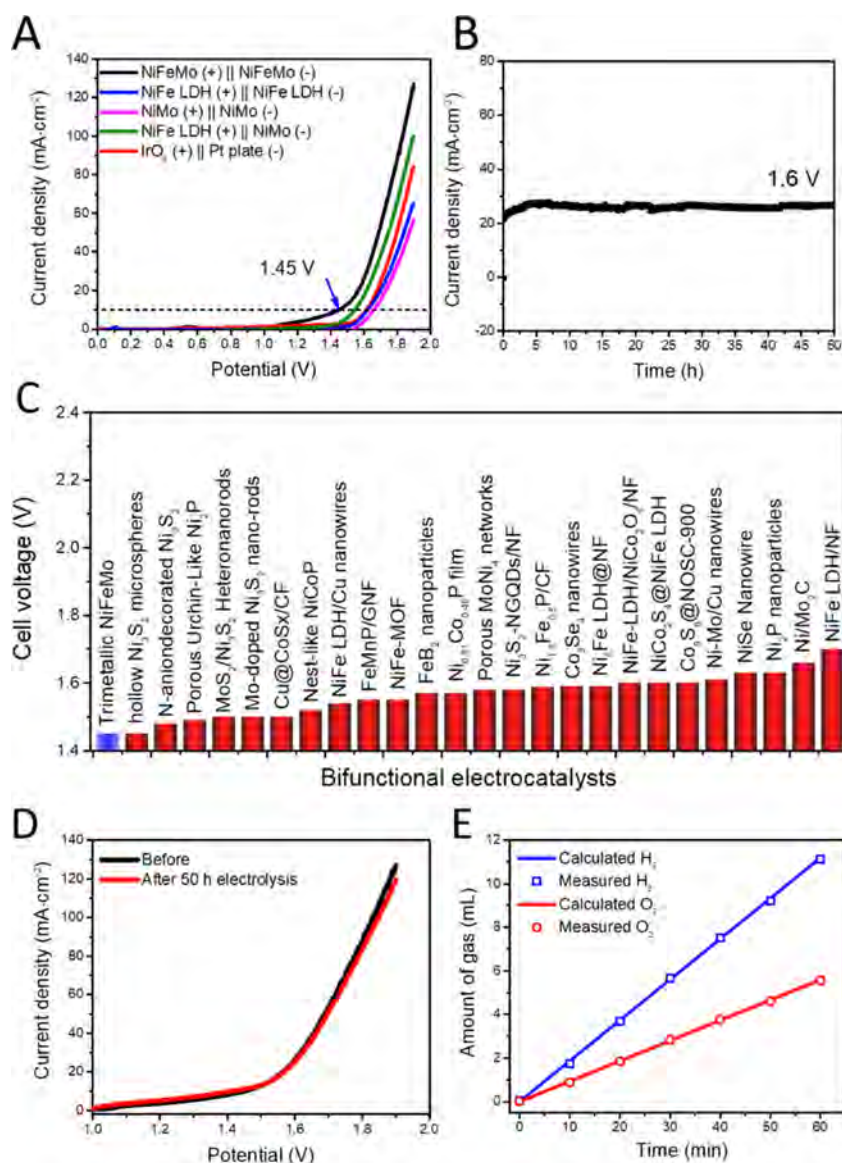 A
Current density (mA·cm⁻²)
140
120
100
80
60
40
20
0
NiFeMo (+) || NiFeMo (-)
NiFe LDH (+) || NiFe LDH (-)
NiMo (+) || NiMo (-)
NiFe LDH (+) || NiMo (-)
1.45 V
0.0 0.2 0.4 0.6 0.8 1.0 1.2 1.4 1.6 1.8 2.0
Potential (V)
B
Current density (mA·cm⁻²)
80
60
40
20
0
-20
1.6 V
0 5 10 15 20 25 30 35 40 45 50
Time (h)
C
Cell voltage (V)
2.4
2.2
2.0
1.8
1.6
1.4
Trimetallic NiFeMo
hollow Ni₃S₂ microspheres
N-aniondecorated Ni₃S₂
Porous Urchin-Like Ni₂P
MoS₂/Ni₃S₂ Heteronanorods
Mo-doped Ni₃S₂ nano-rods
Cu@CoSx/CF
Nest-like NiCoP
NiFe LDH/Cu nanowires
FeMnP/GNF
NiFe-MOF
FeB₂ nanoparticles
Porous MoNi₄ networks
Ni₃S₂-NGQDs/NF
Co₉Se₄ nanowires
NiFe-LDH/NiCo₂O₄/NF
NiCo₂S₄@NiFe LDH
Co₉S₈@NOSC-900
Ni-Mo/Cu nanowires
NiSe Nanowire
Ni₂P nanoparticles
Ni/Mo₂C
NiFe LDH/NF
Bifunctional electrocatalysts
D
Current density (mA·cm⁻²)
140
120
100
80
60
40
20
0
Before
After 50 h electrolysis
1.0 1.2 1.4 1.6 1.8 2.0
Potential (V)
E
Amount of gas (mL)
12
10
8
6
4
2
0
Calculated H₂
Measured H₂
Calculated O₂
Measured O₂
0 10 20 30 40 50 60
Time (min)